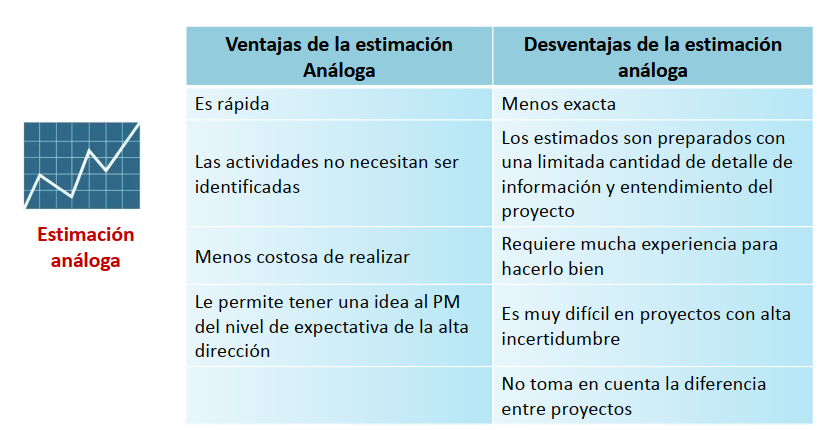 Estimación
análoga
Ventajas de la estimación
Análoga
Desventajas de la estimación
análoga
Es rápida
Menos exacta
Las actividades no necesitan ser
identificadas
Los estimados son preparados con
una limitada cantidad de detalle de
información y entendimiento del
proyecto
Menos costosa de realizar
Requiere mucha experiencia para
hacerlo bien
Le permite tener una idea al PM
del nivel de expectativa de la alta
dirección
Es muy difícil en proyectos con alta
incertidumbre
No toma en cuenta la diferencia
entre proyectos